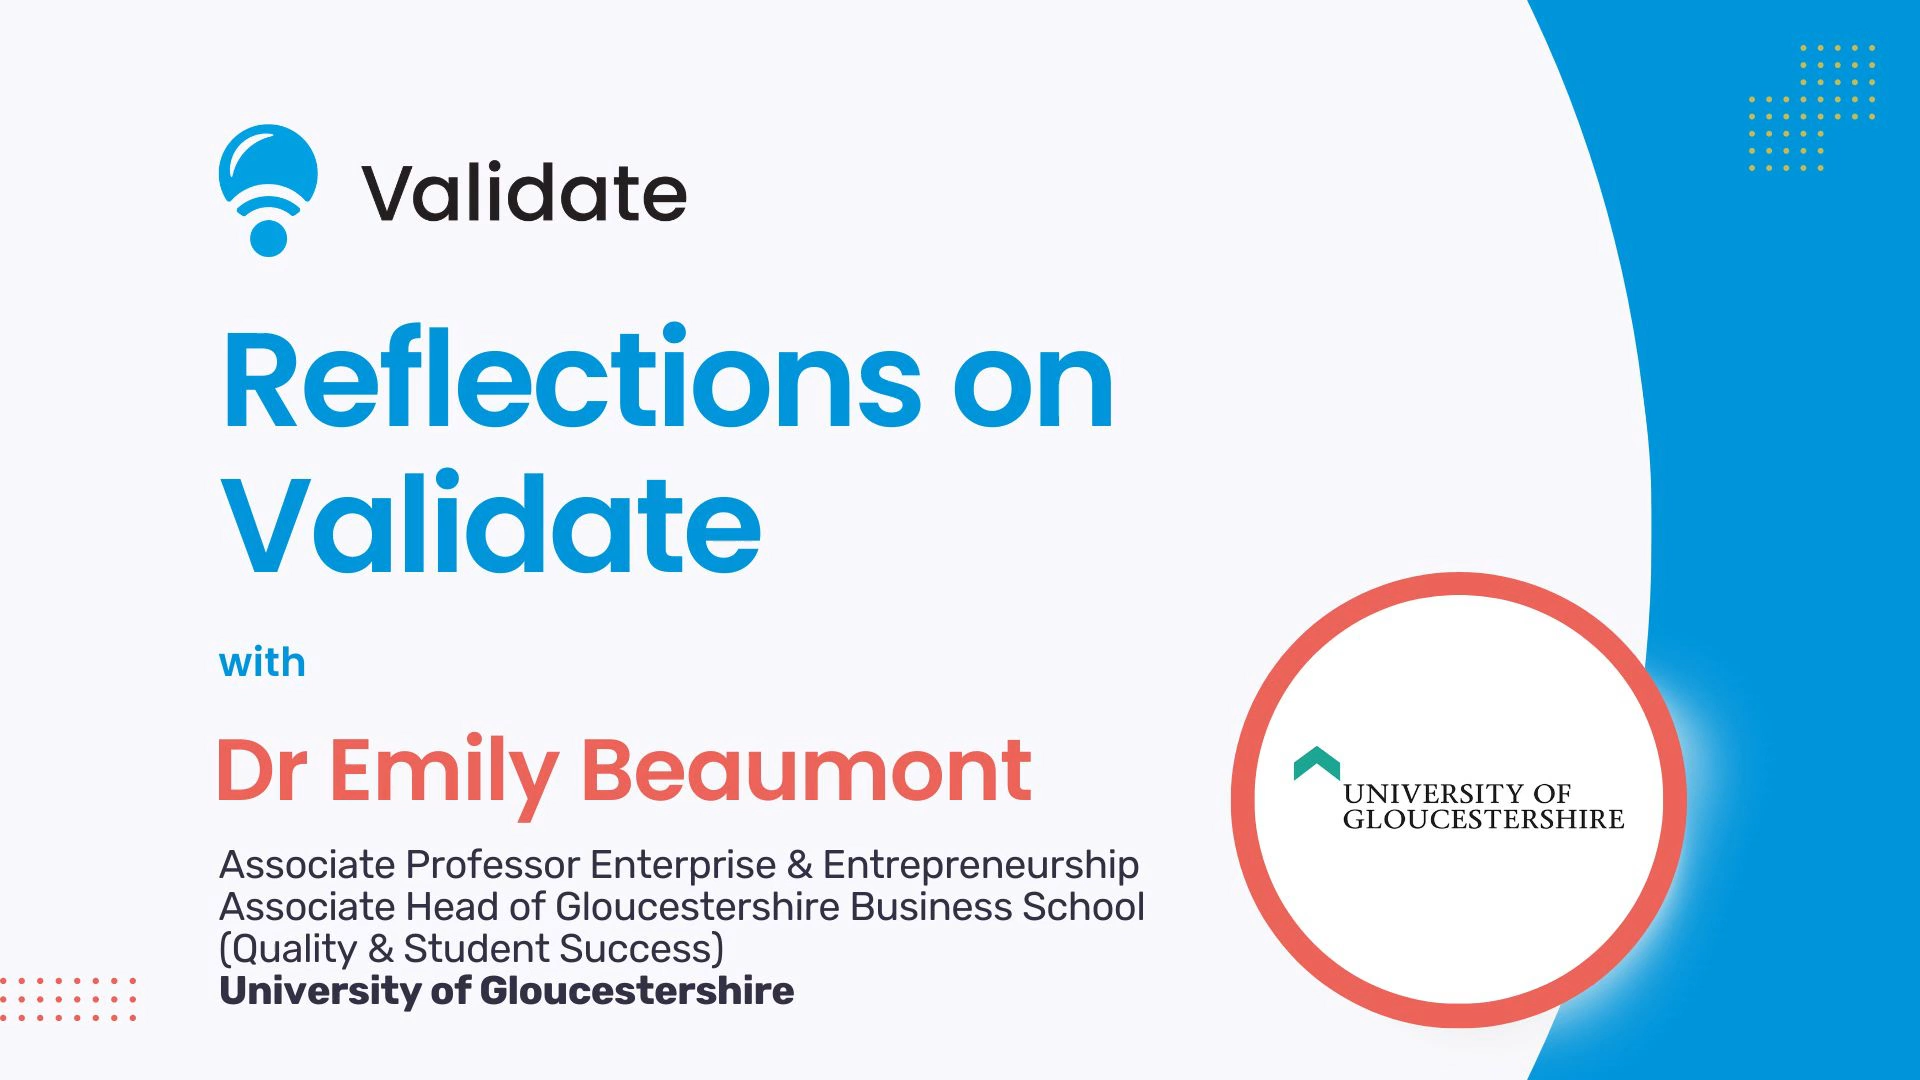 Validate
Reflections on
Validate
with
Dr Emily Beaumont
Associate Professor Enterprise & Entrepreneurship
Associate Head of Gloucestershire Business School
(Quality & Student Success)
University of Gloucestershire
UNIVERSITY OF
GLOUCESTERSHIRE